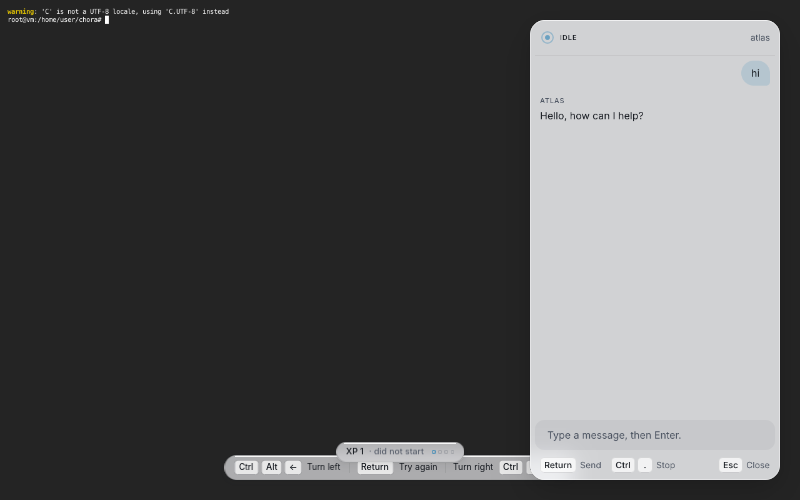 warning: 'C' is not a UTF-8 locale, using 'C.UTF-8' instead
root@vm:/home/user/chora#
IDLE
atlas
hi
ATLAS
Hello, how can I help?
Type a message, then Enter.
Return Send Ctrl . Stop Esc Close
XP 1 · did not start
Ctrl Alt ← Turn left Return Try again Turn right Ctrl